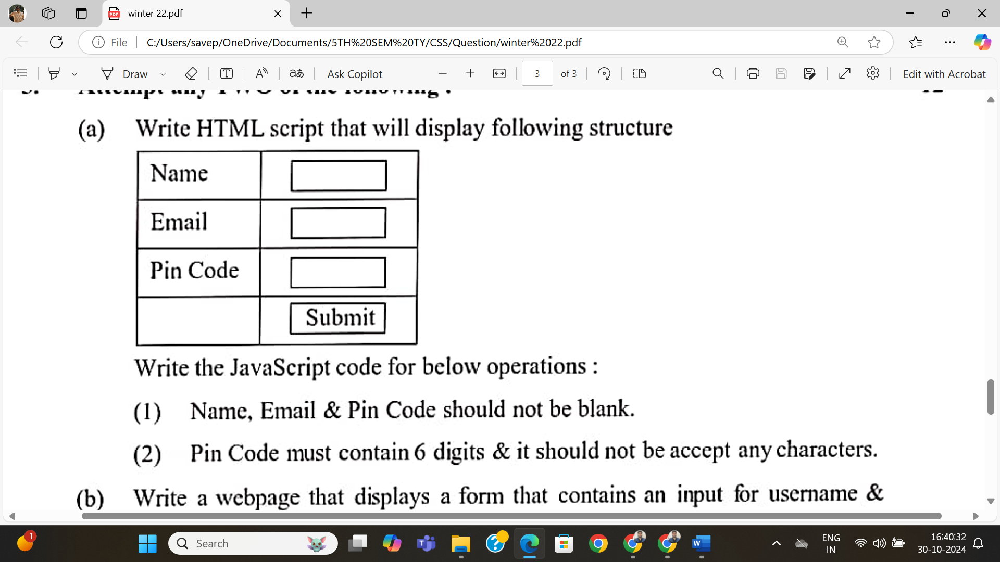 winter 22.pdf
File C:/Users/savep/OneDrive/Documents/5TH%20SEM%20TY/CSS/Question/winter%2022.pdf
Draw Ask Copilot 3 of 3 Edit with Acrobat
(a) Write HTML script that will display following structure
Name
Email
Pin Code
Submit
Write the JavaScript code for below operations :
(1) Name, Email & Pin Code should not be blank.
(2) Pin Code must contain 6 digits & it should not be accept any characters.
(b) Write a webpage that displays a form that contains an input for username &
1 Search ENG 16:40:32
IN 30-10-2024